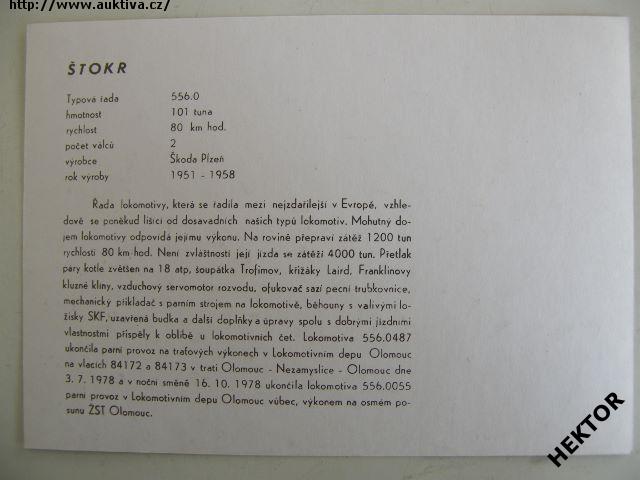 http://www.auktiva.cz/
ŠTOKR
Typová řada 556.0
hmotnost 101 tuna
rychlost 80 km hod.
počet válců 2
výrobce Škoda Plzeň
rok výroby 1951 - 1958
Řada lokomotivy, která se řadila mezi nejzdařilejší v Evropě, vzhle-
dově se poněkud lišící od dosavadních našich typů lokomotiv. Mohutný do-
jem lokomotivy odpovídá jejímu výkonu. Na rovině přepraví zátěž 1200 tun
rychlostí 80 km-hod. Není zvláštností její jízda se zátěží 4000 tun. Přetlak
páry kotle zvětšen na 18 atp, šoupátka Trofimov, křižáky Laird, Franklinovy
kluzné klíny, vzduchový servomotor rozvodu, ofukovač sazí pecní trubkovnice,
mechanický přikladač s parním strojem na lokomotivě, běhouny s valivými lo-
žisky SKF, uzavřená budka a další doplňky a úpravy spolu s dobrými jízdními
vlastnostmi přispěly k oblibě u lokomotivních čet. Lokomotiva 556.0487
ukončila parní provoz na traťových výkonech v Lokomotivním depu Olomouc
na vlacích 84172 a 84173 v trati Olomouc - Nezamyslice - Olomouc dne
3. 7. 1978 a v noční směně 16. 10. 1978 ukončila lokomotiva 556.0055
parní provoz v Lokomotivním depu Olomouc vůbec, výkonem na osmém po-
sunu ŽST Olomouc.
HEKTOR